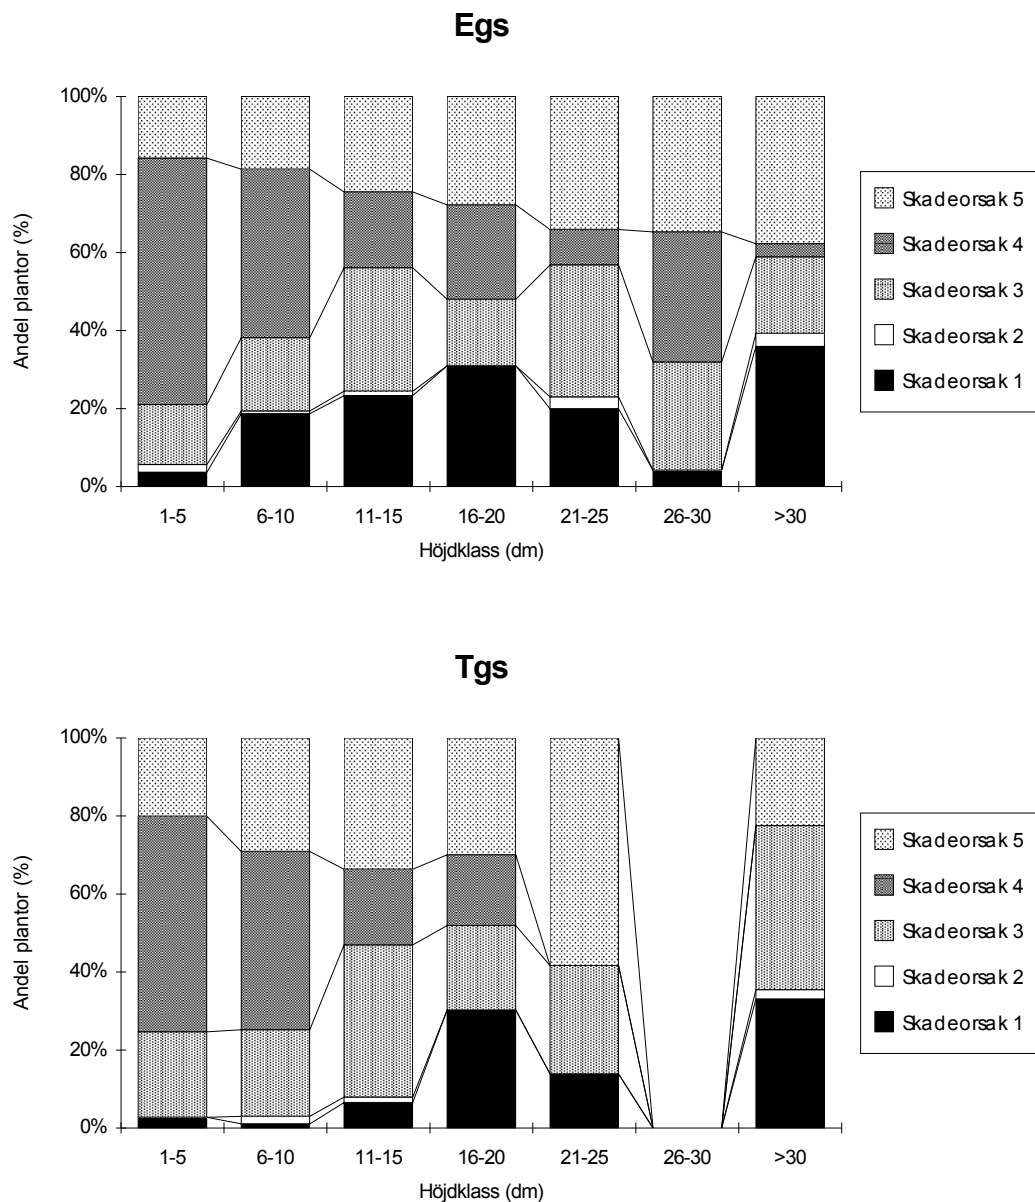 Egs
100%
80%
60%
40%
20%
0%
Andel plantor (%)
1-5 6-10 11-15 16-20 21-25 26-30 >30
Höjdklass (dm)
Skadeorsak 5
Skadeorsak 4
Skadeorsak 3
Skadeorsak 2
Skadeorsak 1
Tgs
100%
80%
60%
40%
20%
0%
Andel plantor (%)
1-5 6-10 11-15 16-20 21-25 26-30 >30
Höjdklass (dm)
Skadeorsak 5
Skadeorsak 4
Skadeorsak 3
Skadeorsak 2
Skadeorsak 1